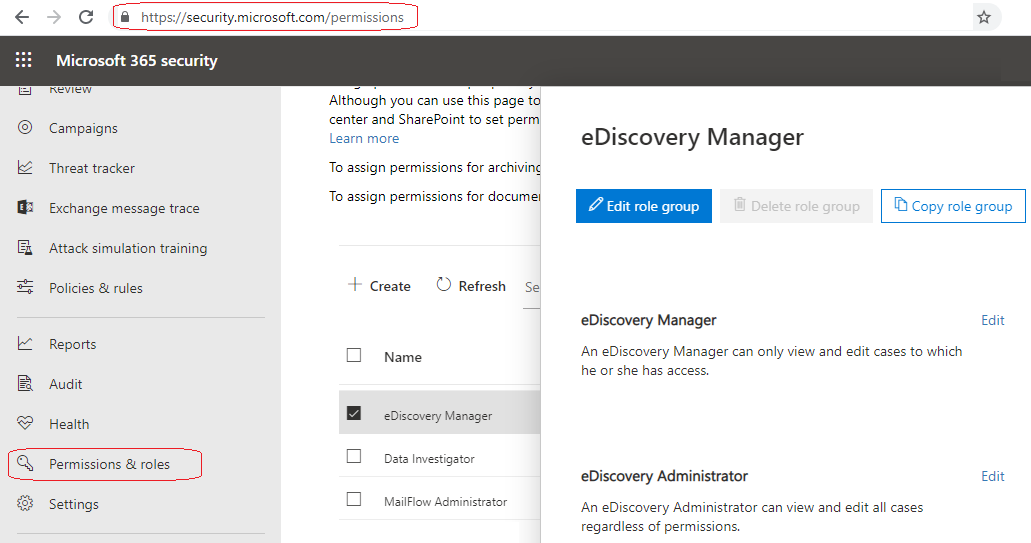 https://security.microsoft.com/permissions
Microsoft 365 security
Review
Campaigns
Threat tracker
Exchange message trace
Attack simulation training
Policies & rules
Reports
Audit
Health
Permissions & roles
Settings
Although you can use this page to
center and SharePoint to set perm
Learn more
To assign permissions for archiving
To assign permissions for documen
Create
Refresh
Se
Name
eDiscovery Manager
Data Investigator
MailFlow Administrator
eDiscovery Manager
Edit role group
Delete role group
Copy role group
eDiscovery Manager
Edit
An eDiscovery Manager can only view and edit cases to which
he or she has access.
eDiscovery Administrator
Edit
An eDiscovery Administrator can view and edit all cases
regardless of permissions.